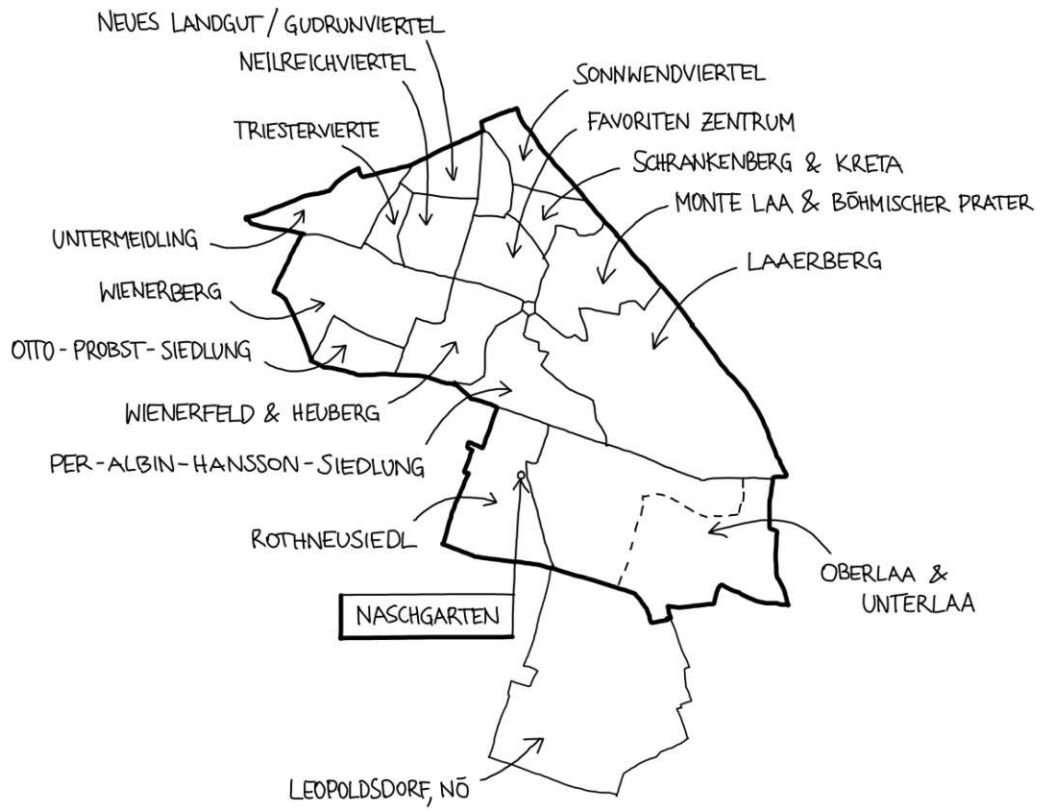 NEUES LANDGUT / GUDRUNVIERTEL
NEILREICHVIERTEL
TRIESTERVIERTE
UNTERMEIDLING
WIENERBERG
OTTO-PROBST-SIEDLUNG
WIENERFELD & HEUBERG
PER-ALBIN-HANSSON-SIEDLUNG
ROTHNEUSIEDL
NASCHGARTEN
LEOPOLDSDORF, NÖ
SONNWENDVIERTEL
FAVORITEN ZENTRUM
SCHRANKENBERG & KRETA
MONTE LAA & BÖHMISCHER PRATER
LAAERBERG
OBERLAA &
UNTERLAA